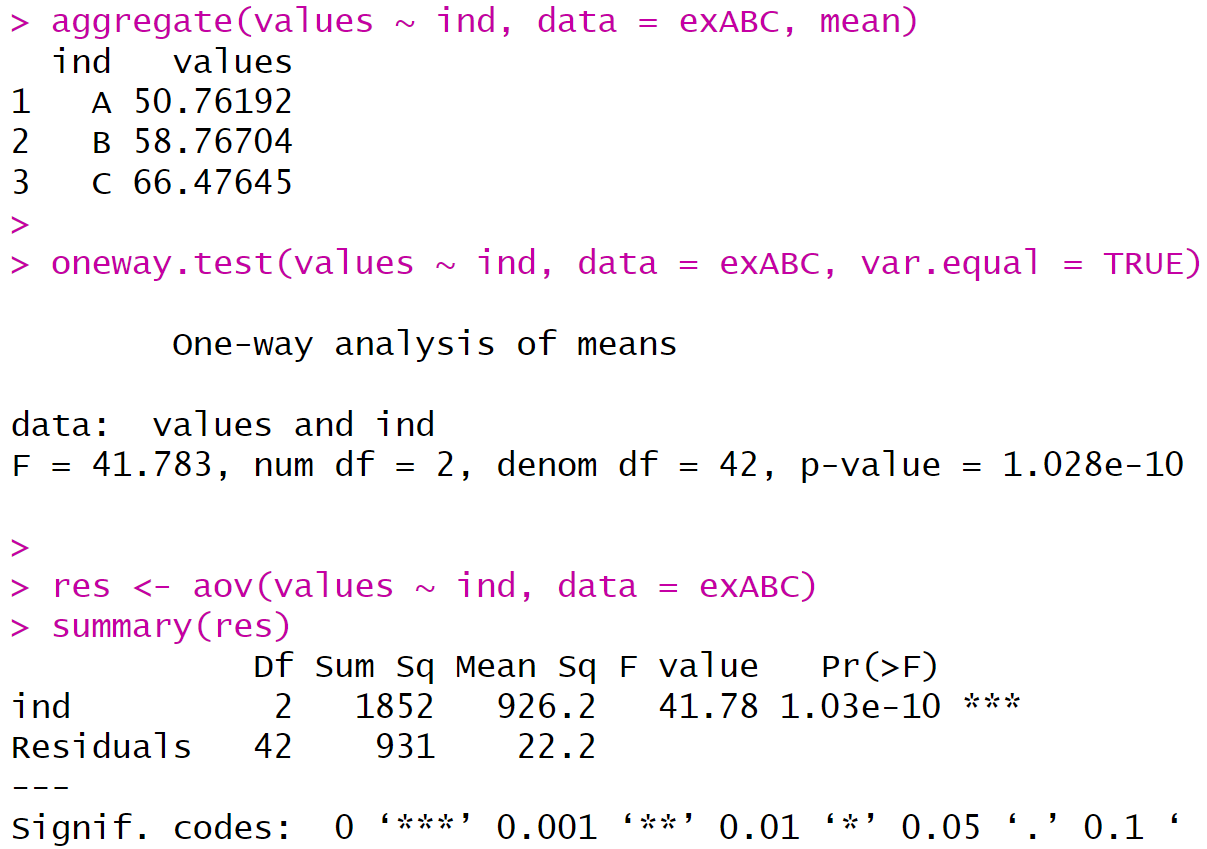 > aggregate(values ~ ind, data = exABC, mean)
  ind   values
1   A 50.76192
2   B 58.76704
3   C 66.47645
>
> oneway.test(values ~ ind, data = exABC, var.equal = TRUE)
        One-way analysis of means
data:  values and ind
F = 41.783, num df = 2, denom df = 42, p-value = 1.028e-10
>
> res <- aov(values ~ ind, data = exABC)
> summary(res)
            Df Sum Sq Mean Sq F value   Pr(>F)
ind          2   1852   926.2   41.78 1.03e-10 ***
Residuals   42    931    22.2
---
Signif. codes:  0 ‘***’ 0.001 ‘**’ 0.01 ‘*’ 0.05 ‘.’ 0.1 ‘